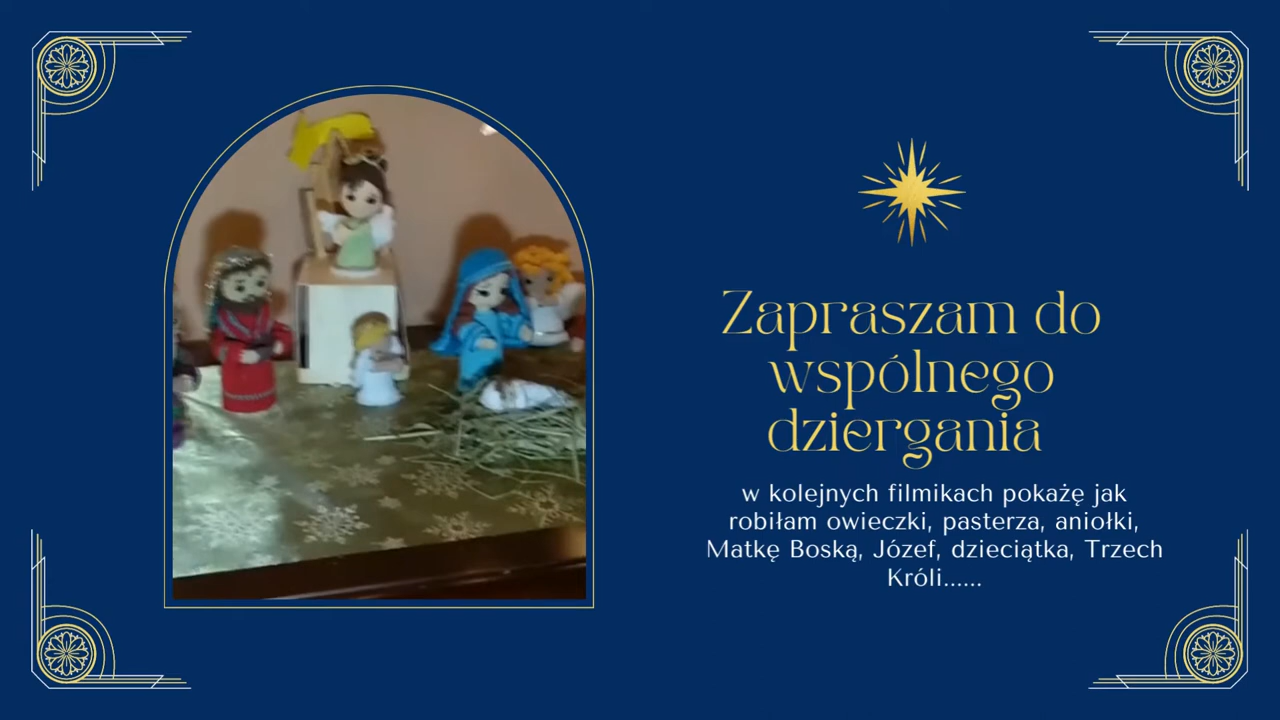 Zapraszam do
wspólnego
dziergania
w kolejnych filmikach pokażę jak
robiłam owieczki, pasterza, aniołki,
Matkę Boską, Józef, dzieciątka, Trzech
Króli......